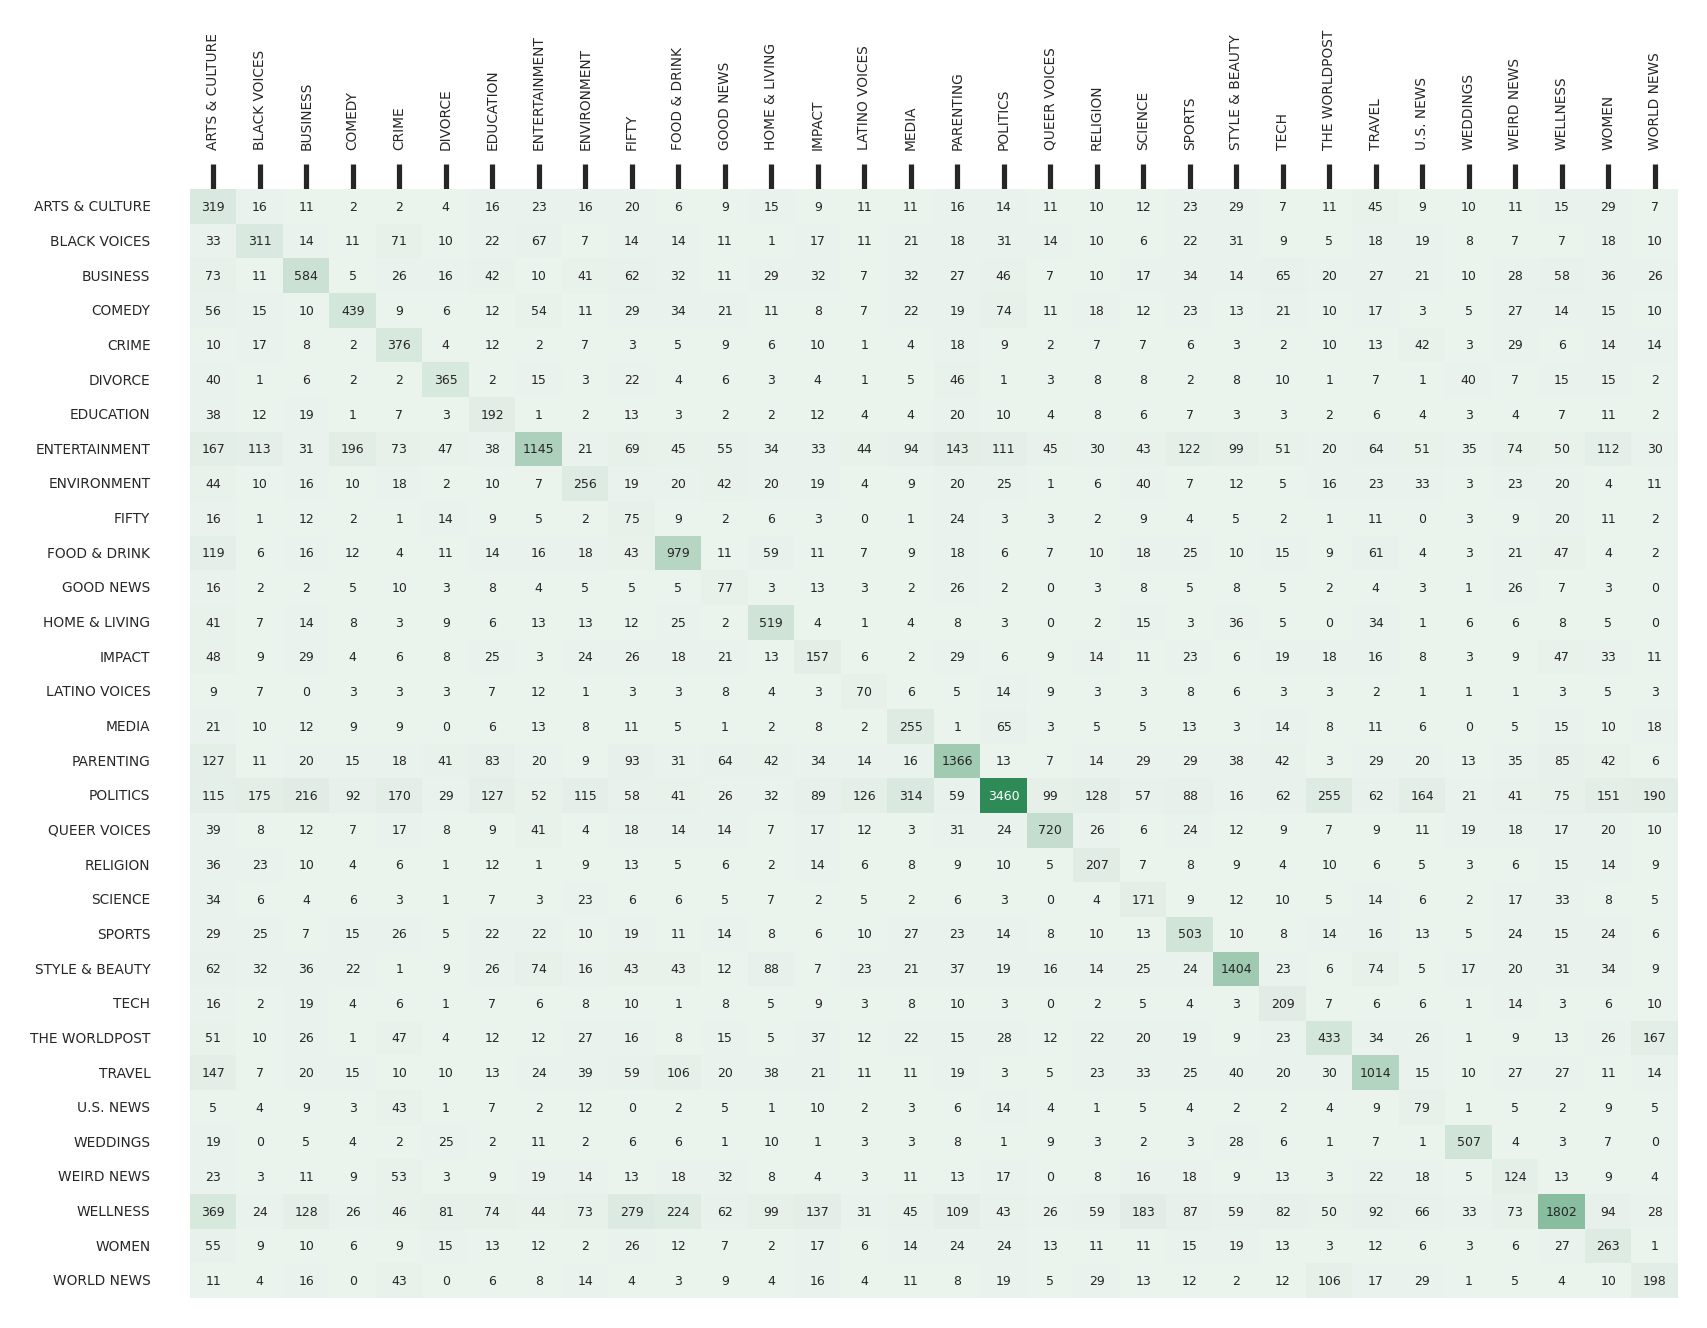 ARTS & CULTURE BLACK VOICES BUSINESS COMEDY CRIME DIVORCE EDUCATION ENTERTAINMENT ENVIRONMENT FIFTY FOOD & DRINK GOOD NEWS HOME & LIVING IMPACT LATINO VOICES MEDIA PARENTING POLITICS QUEER VOICES RELIGION SCIENCE SPORTS STYLE & BEAUTY TECH THE WORLDPOST TRAVEL U.S. NEWS WEDDINGS WEIRD NEWS WELLNESS WOMEN WORLD NEWS
ARTS & CULTURE 319 16 11 2 2 4 16 23 16 20 6 9 15 9 11 11 16 14 11 10 12 23 29 7 11 45 9 10 11 15 29 7
BLACK VOICES 33 311 14 11 71 10 22 67 7 14 14 11 1 17 11 21 18 31 14 10 6 22 31 9 5 18 19 8 7 7 18 10
BUSINESS 73 11 584 5 26 16 42 10 41 62 32 11 29 32 7 32 27 46 7 10 17 34 14 65 20 27 21 10 28 58 36 26
COMEDY 56 15 10 439 9 6 12 54 11 29 34 21 11 8 7 22 19 74 11 18 12 23 13 21 10 17 3 5 27 14 15 10
CRIME 10 17 8 2 376 4 12 2 7 3 5 9 6 10 1 4 18 9 2 7 7 6 3 2 10 13 42 3 29 6 14 14
DIVORCE 40 1 6 2 2 365 2 15 3 22 4 6 3 4 1 5 46 1 3 8 8 2 8 10 1 7 1 40 7 15 15 2
EDUCATION 38 12 19 1 7 3 192 1 2 13 3 2 2 12 4 4 20 10 4 8 6 7 3 3 2 6 4 3 4 7 11 2
ENTERTAINMENT 167 113 31 196 73 47 38 1145 21 69 45 55 34 33 44 94 143 111 45 30 43 122 99 51 20 64 51 35 74 50 112 30
ENVIRONMENT 44 10 16 10 18 2 10 7 256 19 20 42 20 19 4 9 20 25 1 6 40 7 12 5 16 23 33 3 23 20 4 11
FIFTY 16 1 12 2 1 14 9 5 2 75 9 2 6 3 0 1 24 3 3 2 9 4 5 2 1 11 0 3 9 20 11 2
FOOD & DRINK 119 6 16 12 4 11 14 16 18 43 979 11 59 11 7 9 18 6 7 10 18 25 10 15 9 61 4 3 21 47 4 2
GOOD NEWS 16 2 2 5 10 3 8 4 5 5 5 77 3 13 3 2 26 2 0 3 8 5 8 5 2 4 3 1 26 7 3 0
HOME & LIVING 41 7 14 8 3 9 6 13 13 12 25 2 519 4 1 4 8 3 0 2 15 3 36 5 0 34 1 6 6 8 5 0
IMPACT 48 9 29 4 6 8 25 3 24 26 18 21 13 157 6 2 29 6 9 14 11 23 6 19 18 16 8 3 9 47 33 11
LATINO VOICES 9 7 0 3 3 3 7 12 1 3 3 8 4 3 70 6 5 14 9 3 3 8 6 3 3 2 1 1 1 3 5 3
MEDIA 21 10 12 9 9 0 6 13 8 11 5 1 2 8 2 255 1 65 3 5 5 13 3 14 8 11 6 0 5 15 10 18
PARENTING 127 11 20 15 18 41 83 20 9 93 31 64 42 34 14 16 1366 13 7 14 29 29 38 42 3 29 20 13 35 85 42 6
POLITICS 115 175 216 92 170 29 127 52 115 58 41 26 32 89 126 314 59 3460 99 128 57 88 16 62 255 62 164 21 41 75 151 190
QUEER VOICES 39 8 12 7 17 8 9 41 4 18 14 14 7 17 12 3 31 24 720 26 6 24 12 9 7 9 11 19 18 17 20 10
RELIGION 36 23 10 4 6 1 12 1 9 13 5 6 2 14 6 8 9 10 5 207 7 8 9 4 10 6 5 3 6 15 14 9
SCIENCE 34 6 4 6 3 1 7 3 23 6 6 5 7 2 5 2 6 3 0 4 171 9 12 10 5 14 6 2 17 33 8 5
SPORTS 29 25 7 15 26 5 22 22 10 19 11 14 8 6 10 27 23 14 8 10 13 503 10 8 14 16 13 5 24 15 24 6
STYLE & BEAUTY 62 32 36 22 1 9 26 74 16 43 43 12 88 7 23 21 37 19 16 14 25 24 1404 23 6 74 5 17 20 31 34 9
TECH 16 2 19 4 6 1 7 6 8 10 1 8 5 9 3 8 10 3 0 2 5 4 3 209 7 6 6 1 14 3 6 10
THE WORLDPOST 51 10 26 1 47 4 12 12 27 16 8 15 5 37 12 22 15 28 12 22 20 19 9 23 433 34 26 1 9 13 26 167
TRAVEL 147 7 20 15 10 10 13 24 39 59 106 20 38 21 11 11 19 3 5 23 33 25 40 20 30 1014 15 10 27 27 11 14
U.S. NEWS 5 4 9 3 43 1 7 2 12 0 2 5 1 10 2 3 6 14 4 1 5 4 2 2 4 9 79 1 5 2 9 5
WEDDINGS 19 0 5 4 2 25 2 11 2 6 6 1 10 1 3 3 8 1 9 3 2 3 28 6 1 7 1 507 4 3 7 0
WEIRD NEWS 23 3 11 9 53 3 9 19 14 13 18 32 8 4 3 11 13 17 0 8 16 18 9 13 3 22 18 5 124 13 9 4
WELLNESS 369 24 128 26 46 81 74 44 73 279 224 62 99 137 31 45 109 43 26 59 183 87 59 82 50 92 66 33 73 1802 94 28
WOMEN 55 9 10 6 9 15 13 12 2 26 12 7 2 17 6 14 24 24 13 11 11 15 19 13 3 12 6 3 6 27 263 1
WORLD NEWS 11 4 16 0 43 0 6 8 14 4 3 9 4 16 4 11 8 19 5 29 13 12 2 12 106 17 29 1 5 4 10 198